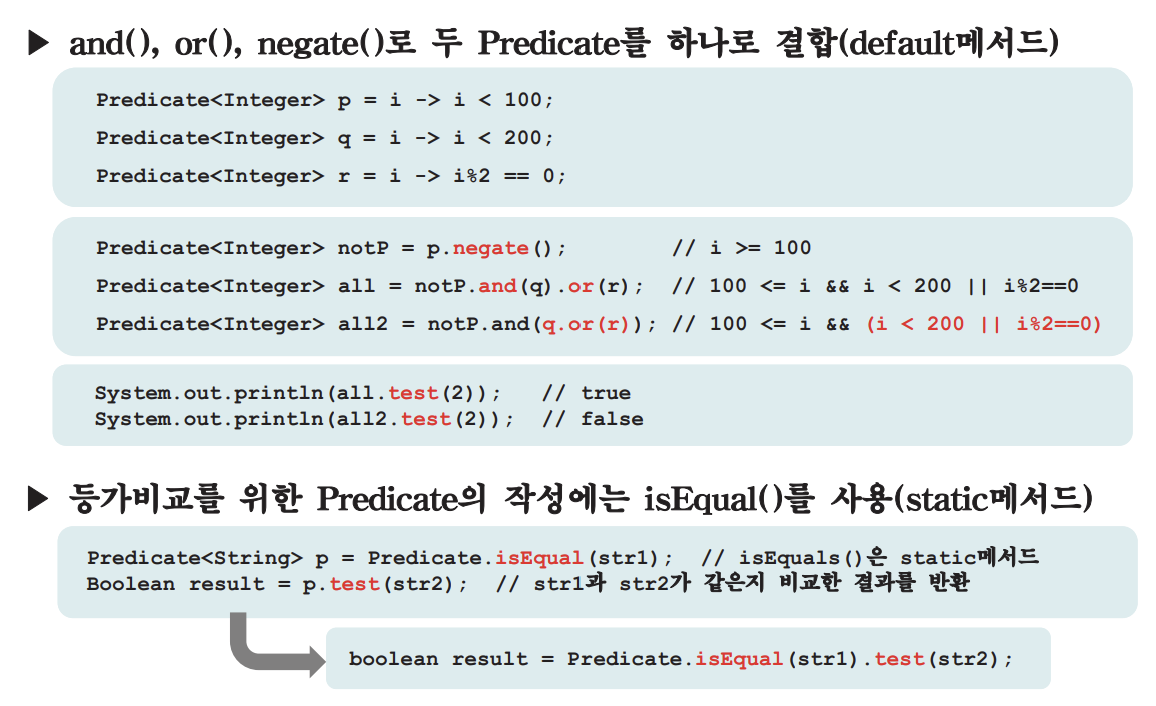 ▶ and(), or(), negate()로 두 Predicate를 하나로 결합(default메서드)
Predicate<Integer> p = i -> i < 100;
Predicate<Integer> q = i -> i < 200;
Predicate<Integer> r = i -> i%2 == 0;
Predicate<Integer> notP = p.negate();        // i >= 100
Predicate<Integer> all = notP.and(q).or(r);  // 100 <= i && i < 200 || i%2==0
Predicate<Integer> all2 = notP.and(q.or(r)); // 100 <= i && (i < 200 || i%2==0)
System.out.println(all.test(2));   // true
System.out.println(all2.test(2));  // false
▶ 등가비교를 위한 Predicate의 작성에는 isEqual()를 사용(static메서드)
Predicate<String> p = Predicate.isEqual(str1);  // isEquals()은 static메서드
Boolean result = p.test(str2);  // str1과 str2가 같은지 비교한 결과를 반환
boolean result = Predicate.isEqual(str1).test(str2);